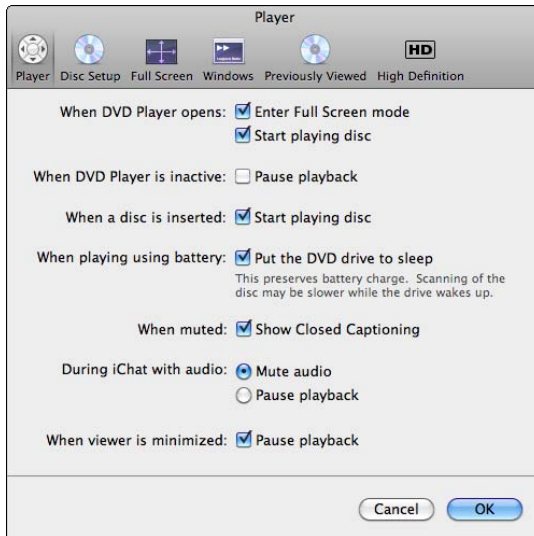 Player
HD
Player Disc Setup Full Screen Windows Previously Viewed High Definition
When DVD Player opens: Enter Full Screen mode
Start playing disc
When DVD Player is inactive: Pause playback
When a disc is inserted: Start playing disc
When playing using battery: Put the DVD drive to sleep
This preserves battery charge. Scanning of the
disc may be slower while the drive wakes up.
When muted: Show Closed Captioning
During iChat with audio: Mute audio
Pause playback
When viewer is minimized: Pause playback
Cancel OK